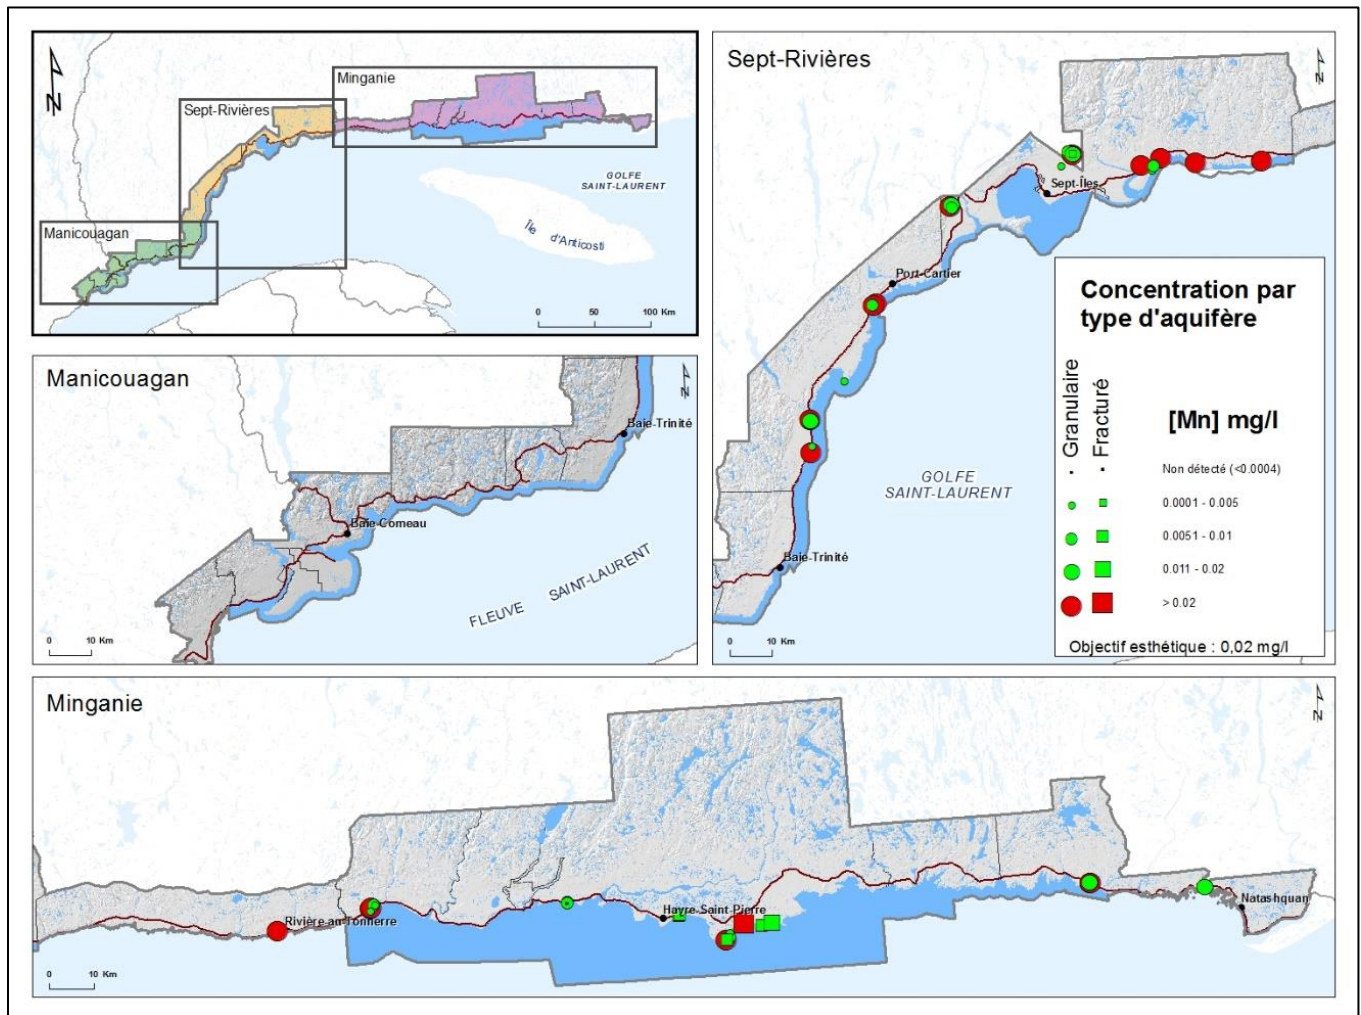 Minganie
Sept-Rivières
Manicouagan
GOLFE
SAINT-LAURENT
Île d'Anticosti
0 50 100 Km
N
Sept-Rivières
N
Sept-Îles
Port-Cartier
GOLFE
SAINT-LAURENT
Baie-Trinité
0 10 Km
Concentration par
type d'aquifère
Granulaire
Fracturé
[Mn] mg/l
Non détecté (<0.0004)
0.0001 - 0.005
0.0051 - 0.01
0.011 - 0.02
> 0.02
Objectif esthétique : 0,02 mg/l
Manicouagan
N
Baie-Trinité
Baie-Comeau
FLEUVE SAINT-LAURENT
0 10 Km
Minganie
N
Rivière-au-Tonnerre
Havre-Saint-Pierre
Natashquan
0 10 Km